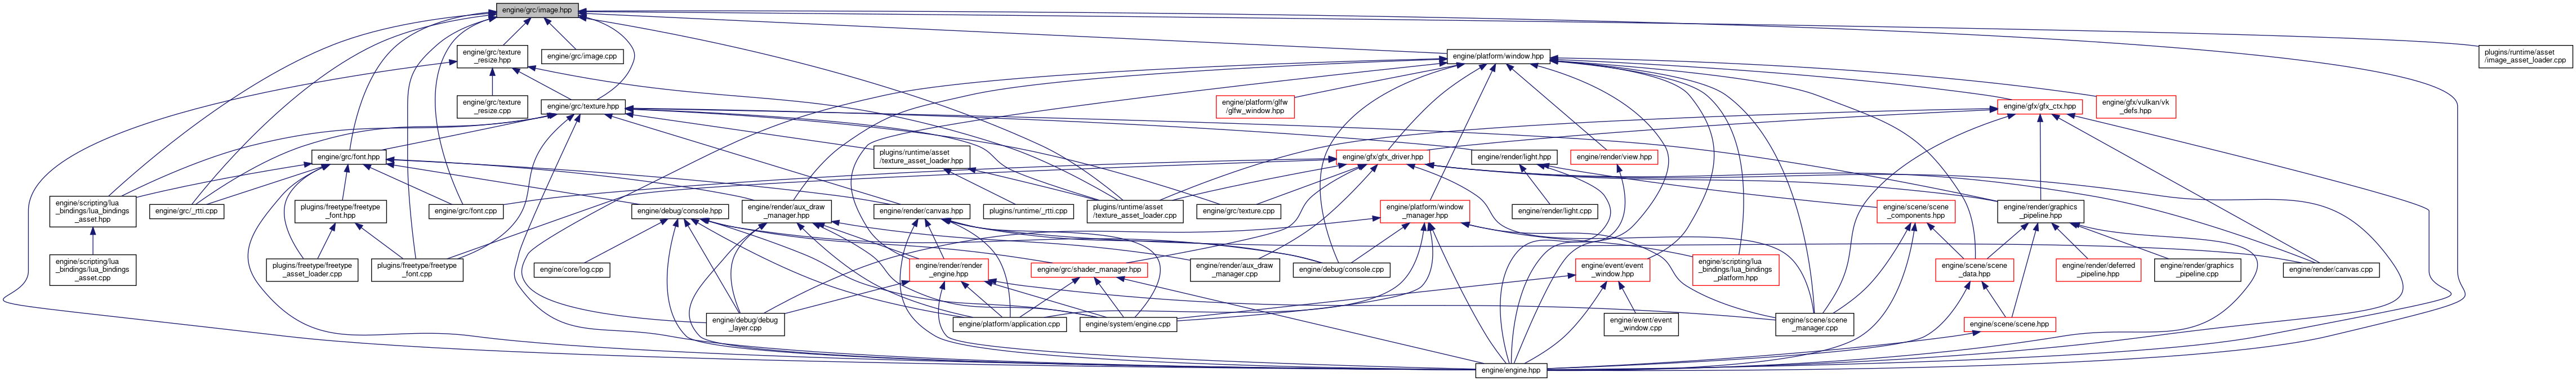 engine/grc/image.hpp
engine/grc/texture
_resize.hpp
engine/grc/image.cpp
engine/platform/window.hpp
plugins/runtime/asset
/image_asset_loader.cpp
engine/grc/texture
_resize.cpp
engine/grc/texture.hpp
engine/platform/glfw
/glfw_window.hpp
engine/gfx/gfx_ctx.hpp
engine/gfx/vulkan/vk
_defs.hpp
engine/grc/font.hpp
plugins/runtime/asset
/texture_asset_loader.hpp
engine/gfx/gfx_driver.hpp
engine/render/light.hpp
engine/render/view.hpp
engine/scripting/lua
_bindings/lua_bindings
_asset.hpp
engine/grc/_rtti.cpp
plugins/freetype/freetype
_font.hpp
engine/grc/font.cpp
engine/debug/console.hpp
engine/render/aux_draw
_manager.hpp
engine/render/canvas.hpp
plugins/runtime/_rtti.cpp
plugins/runtime/asset
/texture_asset_loader.cpp
engine/grc/texture.cpp
engine/platform/window
_manager.hpp
engine/render/light.cpp
engine/scene/scene
_components.hpp
engine/render/graphics
_pipeline.hpp
engine/scripting/lua
_bindings/lua_bindings
_asset.cpp
plugins/freetype/freetype
_asset_loader.cpp
plugins/freetype/freetype
_font.cpp
engine/core/log.cpp
engine/render/render
_engine.hpp
engine/grc/shader_manager.hpp
engine/render/aux_draw
_manager.cpp
engine/debug/console.cpp
engine/event/event
_window.hpp
engine/scripting/lua
_bindings/lua_bindings
_platform.hpp
engine/scene/scene
_data.hpp
engine/render/deferred
_pipeline.hpp
engine/render/graphics
_pipeline.cpp
engine/render/canvas.cpp
engine/debug/debug
_layer.cpp
engine/platform/application.cpp
engine/system/engine.cpp
engine/event/event
_window.cpp
engine/scene/scene
_manager.cpp
engine/scene/scene.hpp
engine/engine.hpp